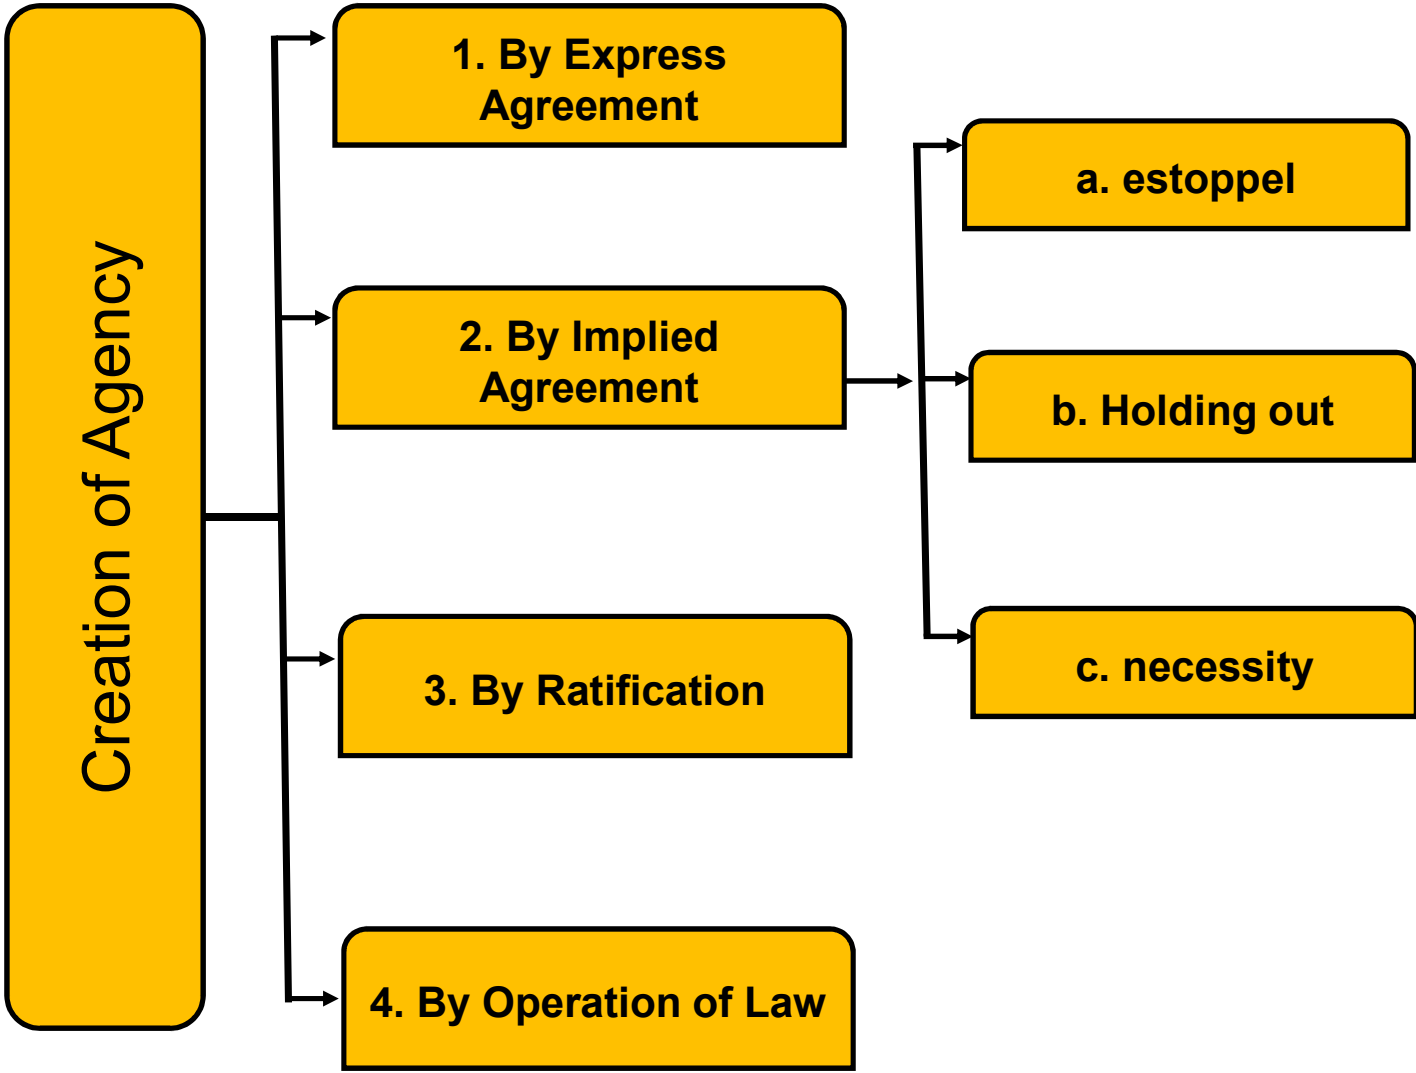 Creation of Agency
1. By Express
Agreement
2. By Implied
Agreement
3. By Ratification
4. By Operation of Law
a. estoppel
b. Holding out
c. necessity